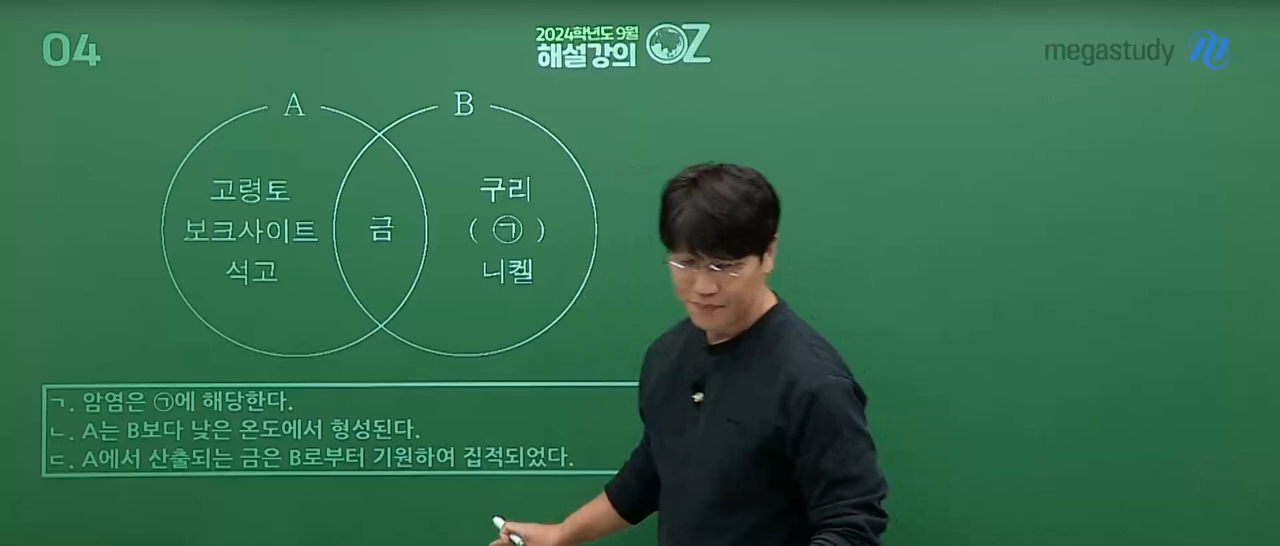 04
2024학년도 9월
해설강의 OZ
megastudy
A B
고령토
보크사이트
석고
금
구리
( ㉠ )
니켈
ㄱ. 암염은 ㉠에 해당한다.
ㄴ. A는 B보다 낮은 온도에서 형성된다.
ㄷ. A에서 산출되는 금은 B로부터 기원하여 집적되었다.